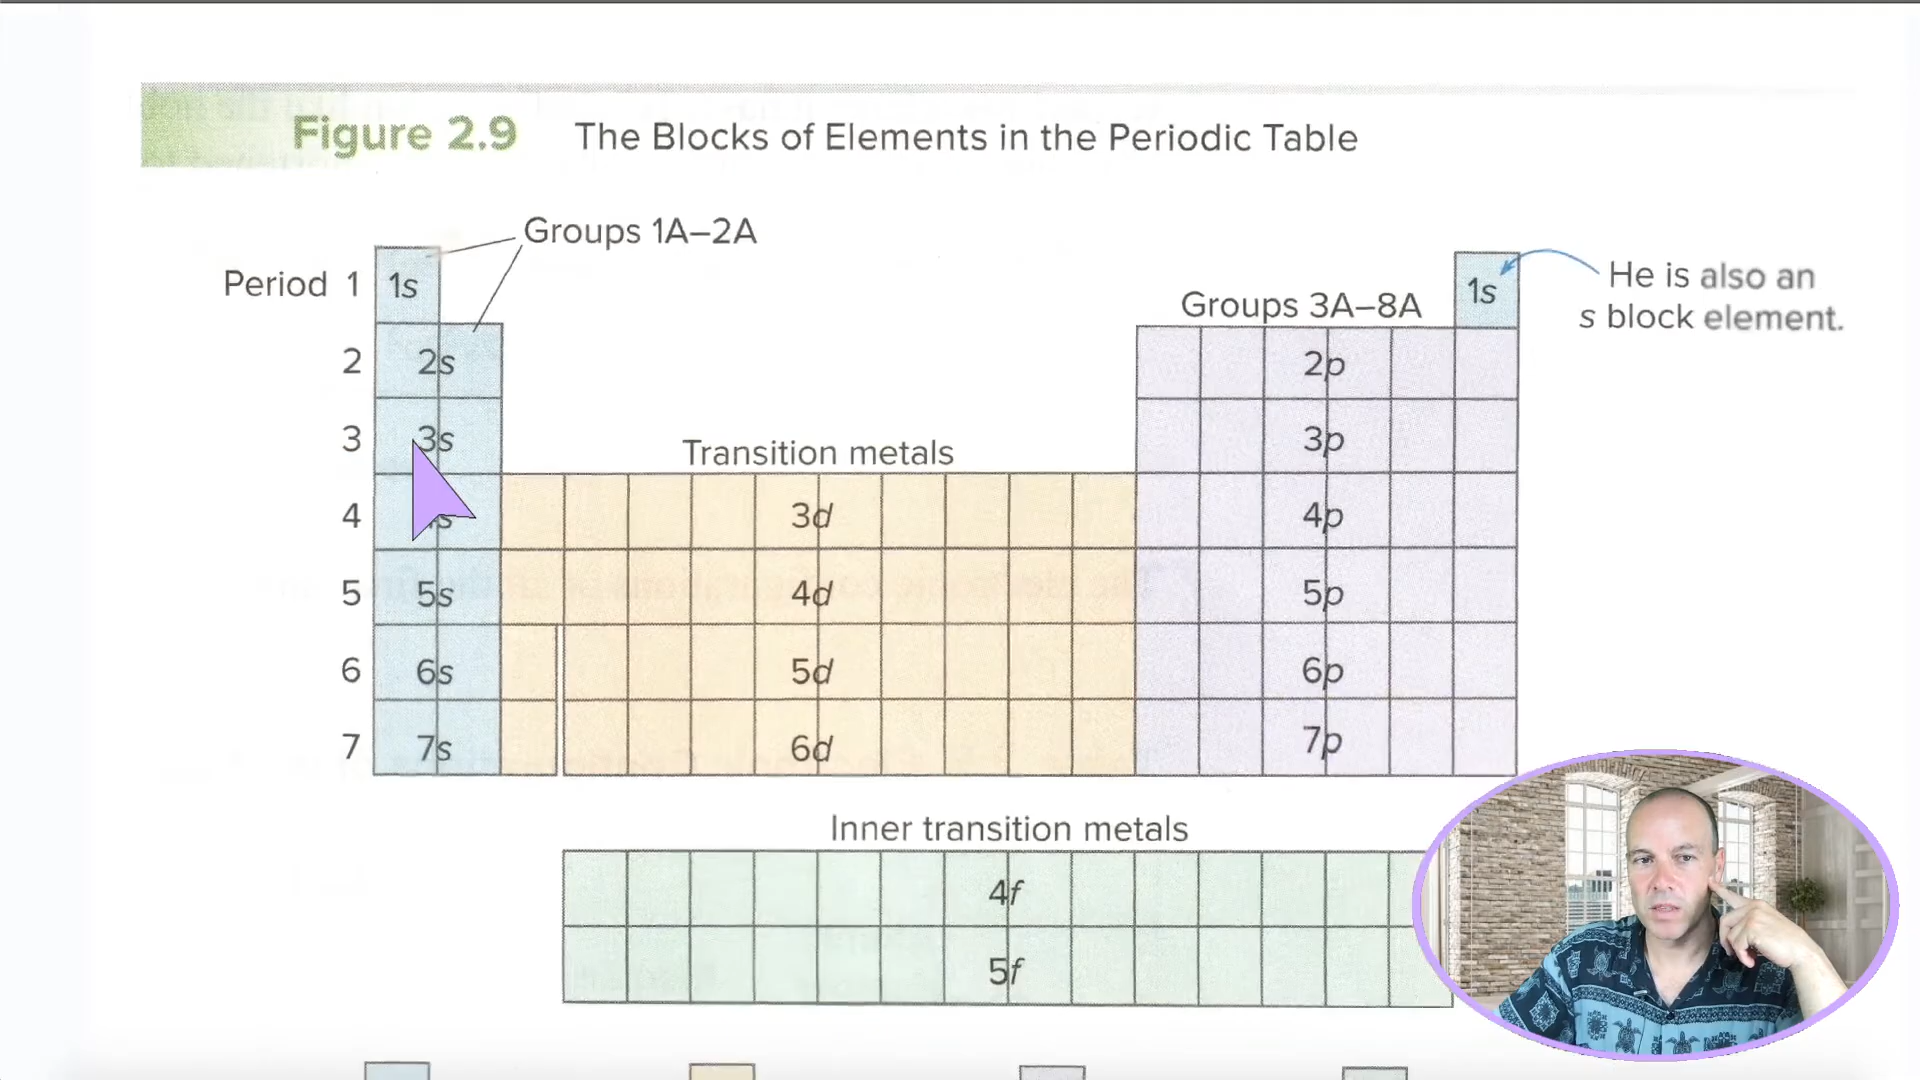 Figure 2.9 The Blocks of Elements in the Periodic Table
Groups 1A–2A
Period 1 1s 1s
He is also an
s block element.
Groups 3A–8A
2 2s 2p
3 3s 3p
Transition metals
4 3d 4p
5 5s 4d 5p
6 6s 5d 6p
7 7s 6d 7p
Inner transition metals
4f
5f